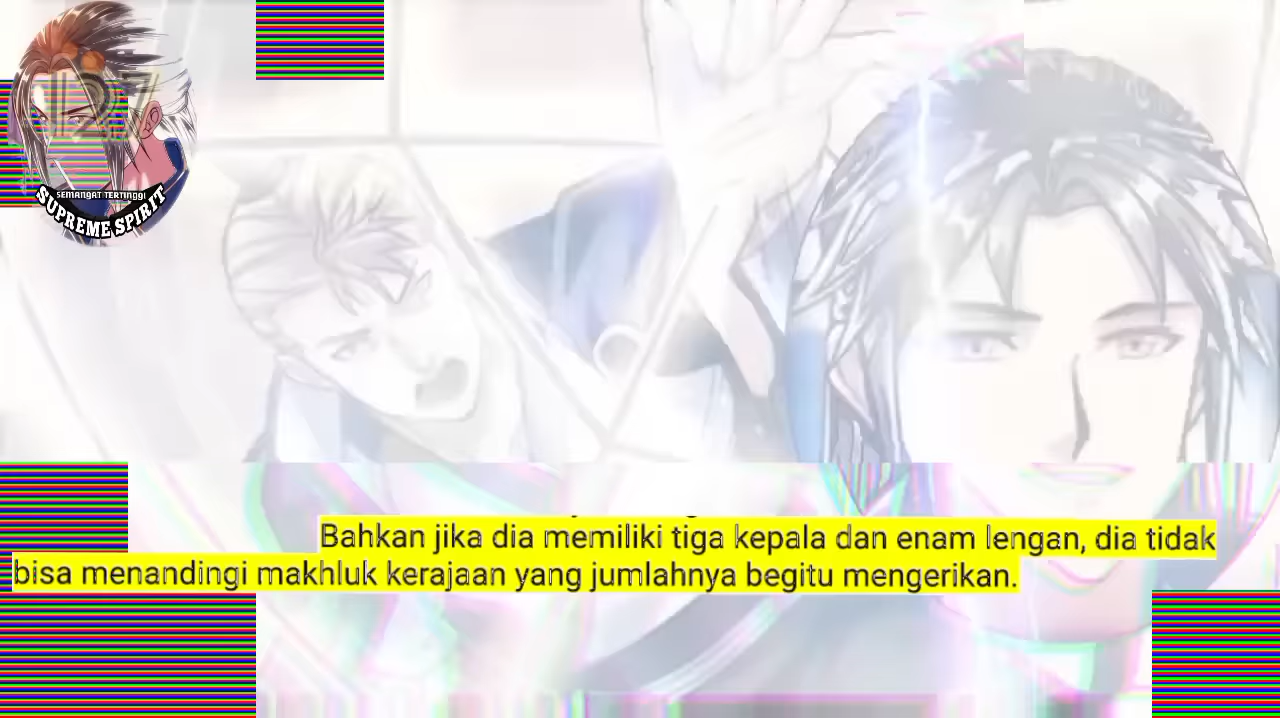 127
SEMANGAT TERTINGGI
SUPREME SPIRIT
Bahkan jika dia memiliki tiga kepala dan enam lengan, dia tidak
bisa menandingi makhluk kerajaan yang jumlahnya begitu mengerikan.